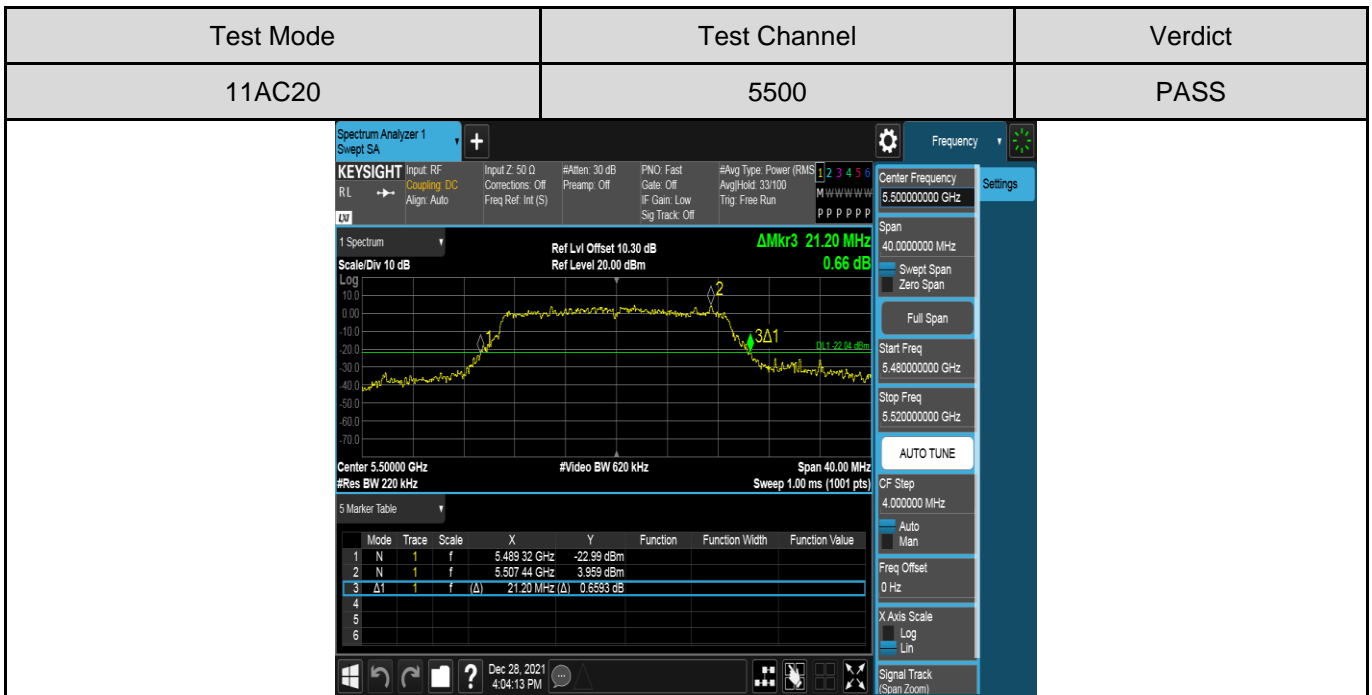 Test Mode Test Channel Verdict
11AC20 5500 PASS
Spectrum Analyzer 1
Swept SA
+
Frequency
KEYSIGHT Input: RF Input Z: 50 Ω #Atten: 30 dB PNO: Fast #Avg Type: Power (RMS 1 2 3 4 5 6
RL Coupling: DC Corrections: Off Preamp: Off Gate: Off Avg|Hold: 33/100 M W W W W W
Align: Auto Freq Ref: Int (S) IF Gain: Low Trig: Free Run
LXI Sig Track: Off P P P P P P
1 Spectrum
Ref Lvl Offset 10.30 dB ΔMkr3 21.20 MHz
Scale/Div 10 dB Ref Level 20.00 dBm 0.66 dB
Log
10.0
0.00
-10.0
-20.0
-30.0
-40.0
-50.0
-60.0
-70.0
1
2
3Δ1
DL1 -22.04 dBm
Center 5.50000 GHz #Video BW 620 kHz Span 40.00 MHz
#Res BW 220 kHz Sweep 1.00 ms (1001 pts)
5 Marker Table
Mode Trace Scale X Y Function Function Width Function Value
1 N 1 f 5.489 32 GHz -22.99 dBm
2 N 1 f 5.507 44 GHz 3.959 dBm
3 Δ1 1 f (Δ) 21.20 MHz (Δ) 0.6593 dB
4
5
6
?
Dec 28, 2021
4:04:13 PM
Center Frequency
5.500000000 GHz
Settings
Span
40.0000000 MHz
Swept Span
Zero Span
Full Span
Start Freq
5.480000000 GHz
Stop Freq
5.520000000 GHz
AUTO TUNE
CF Step
4.000000 MHz
Auto
Man
Freq Offset
0 Hz
X Axis Scale
Log
Lin
Signal Track
(Span Zoom)